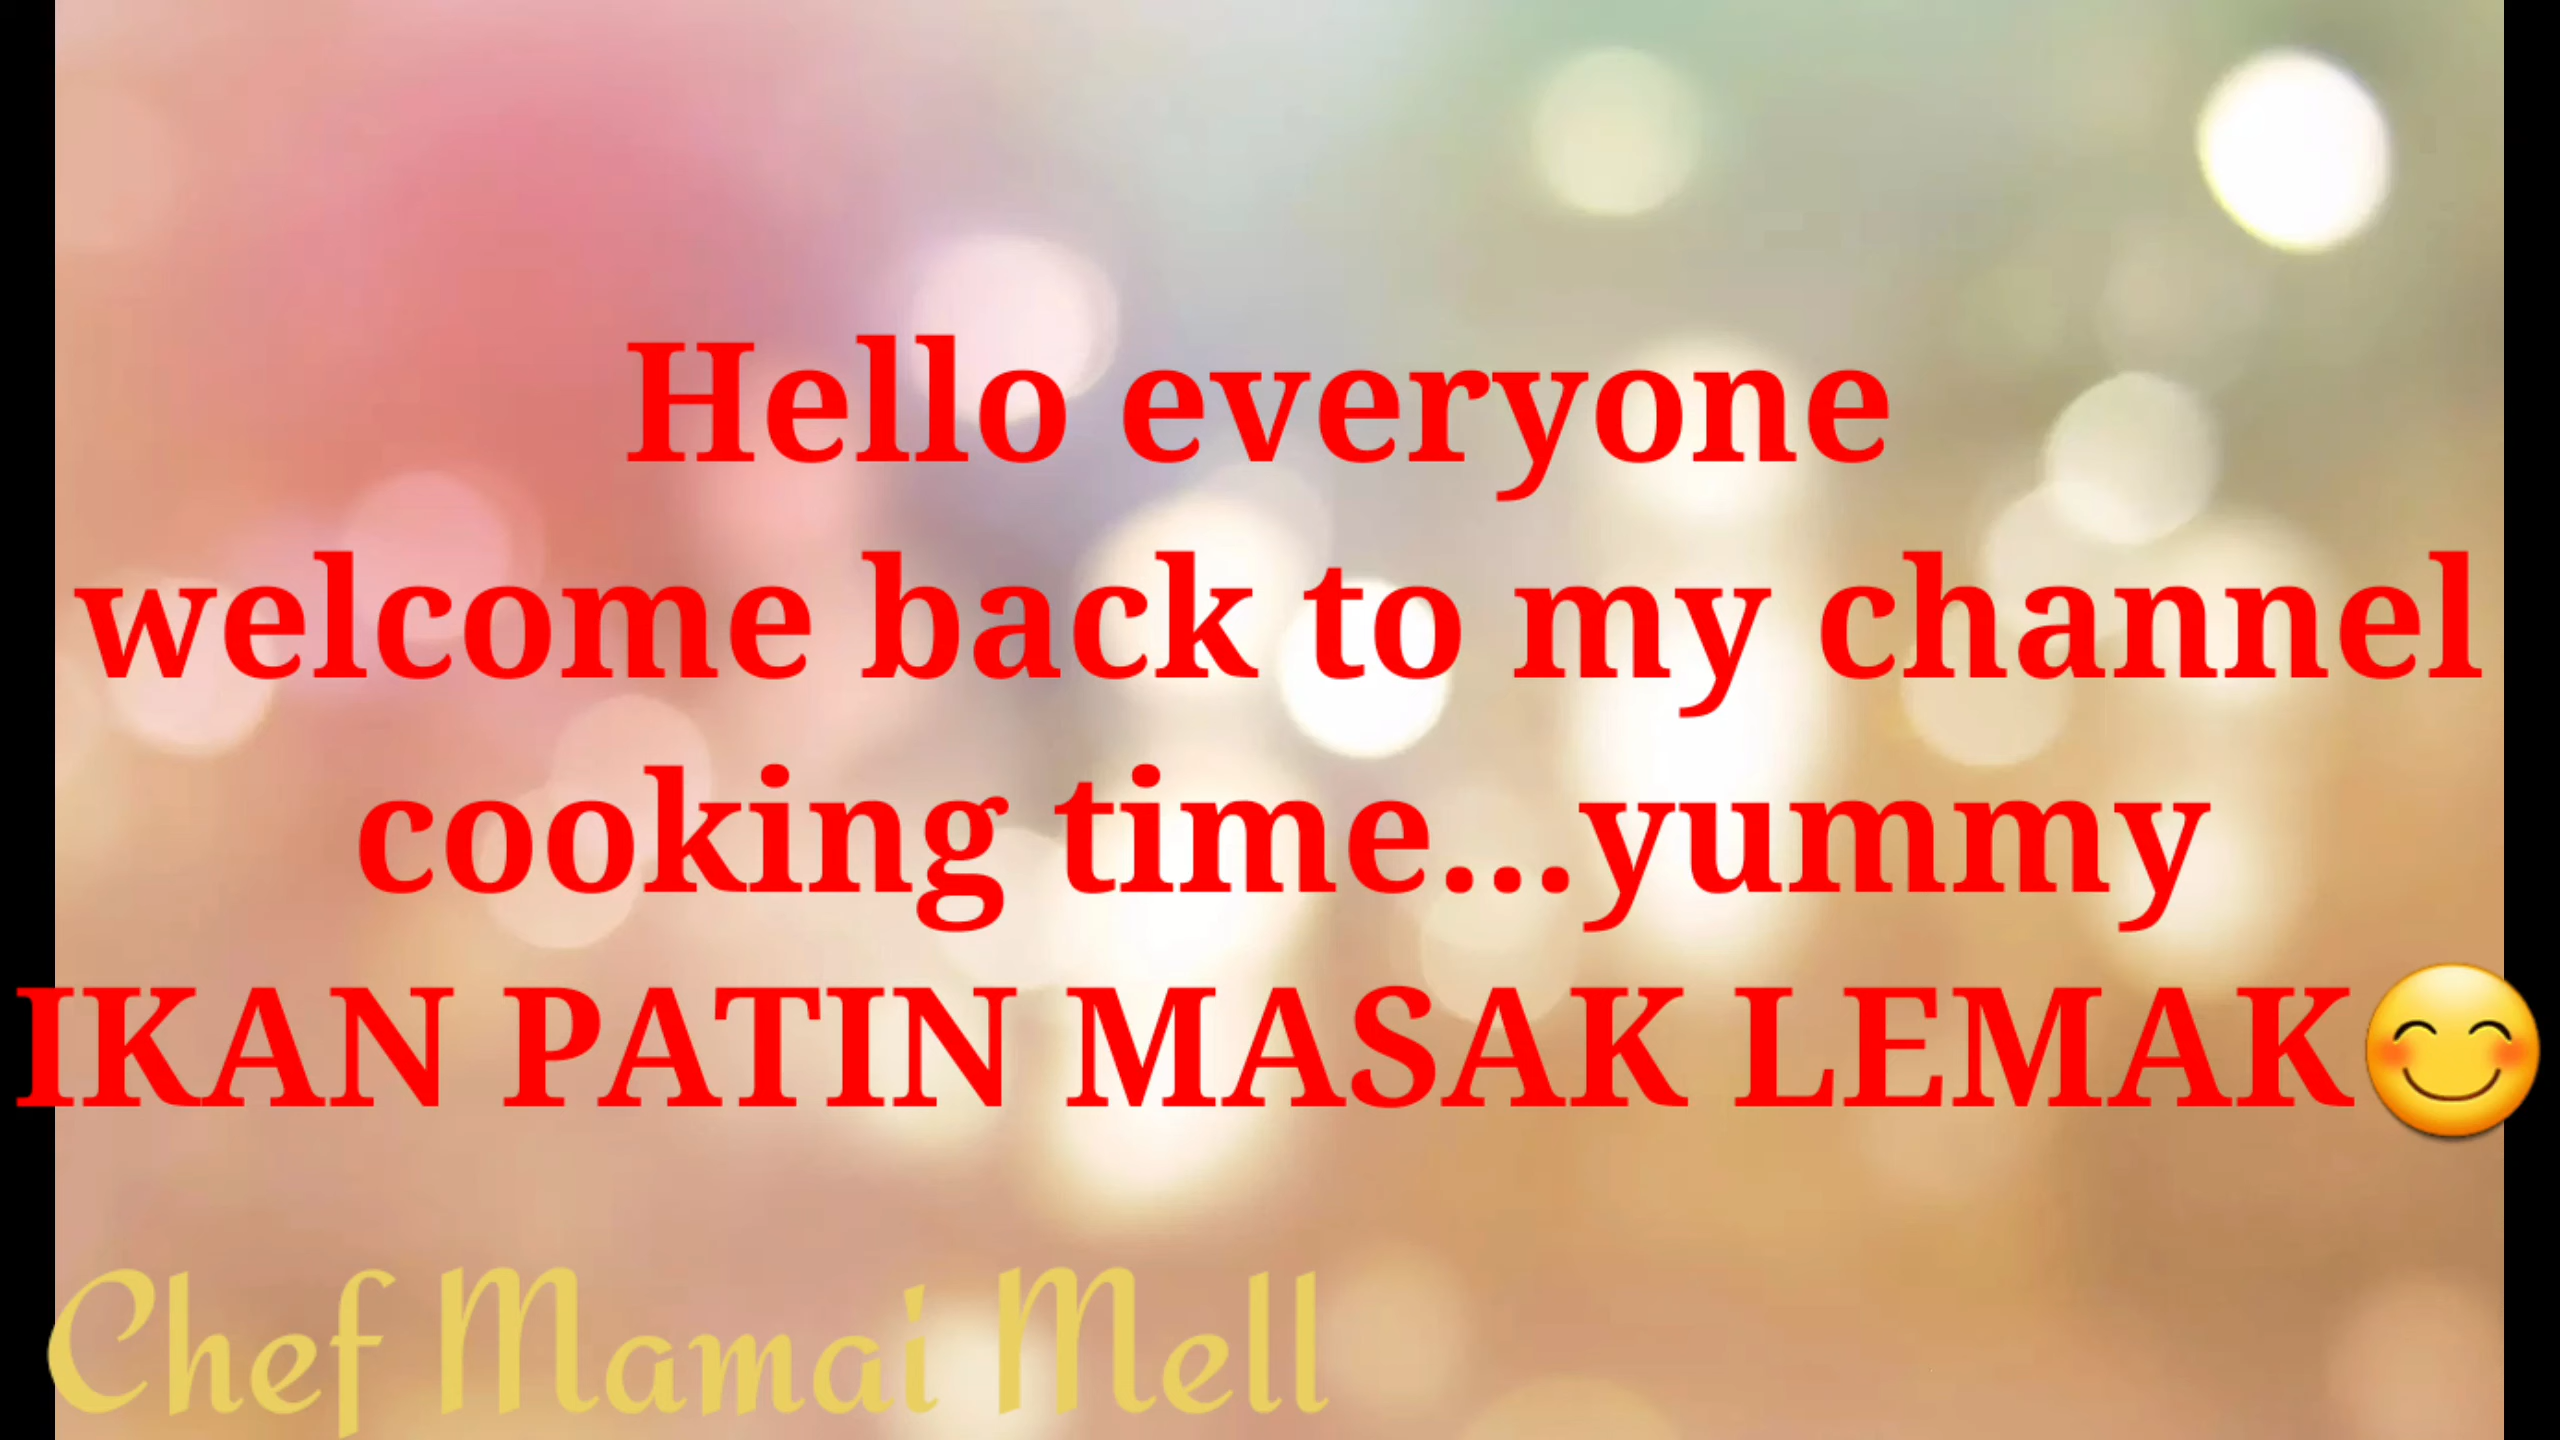 Hello everyone
welcome back to my channel
cooking time...yummy
IKAN PATIN MASAK LEMAK😊
Chef Mamai Mell